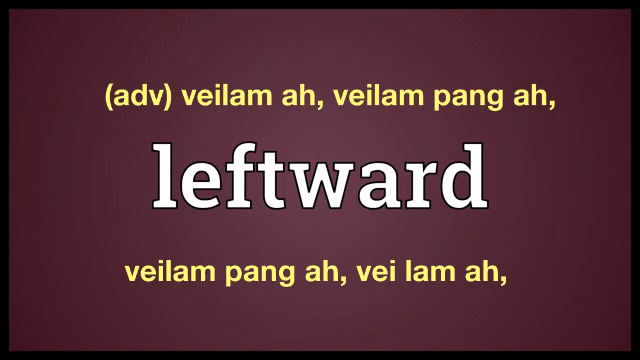 (adv) veilam ah, veilam pang ah,
leftward
veilam pang ah, vei lam ah,